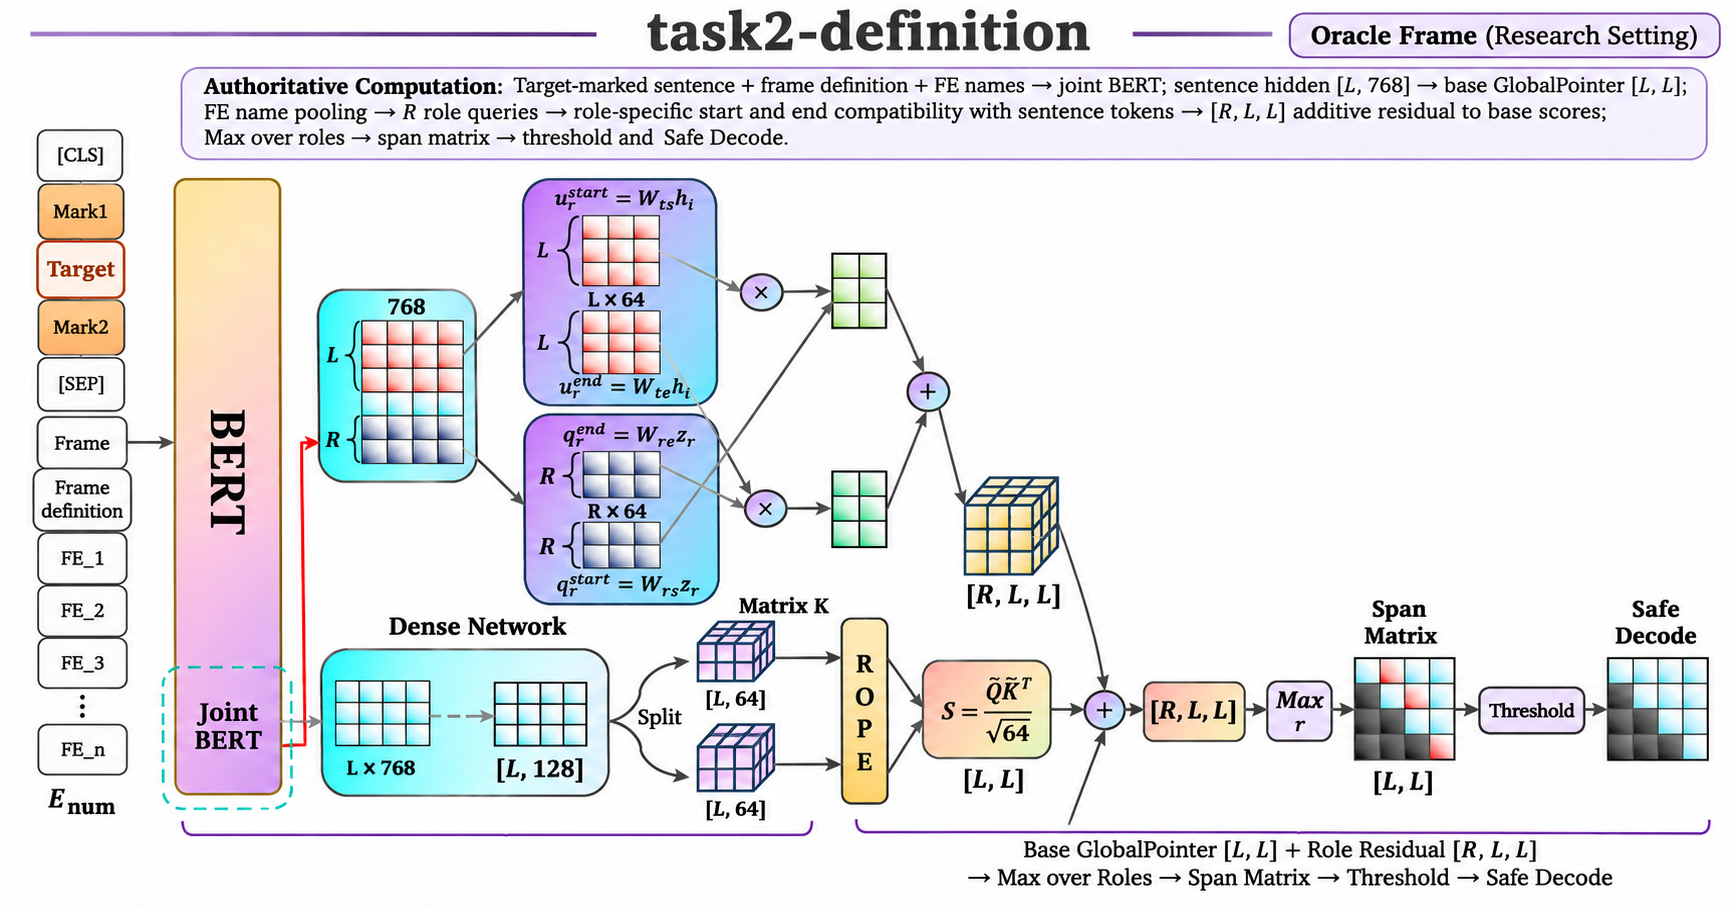 task2-definition
Oracle Frame (Research Setting)
Authoritative Computation: Target-marked sentence + frame definition + FE names → joint BERT; sentence hidden [L, 768] → base GlobalPointer [L, L];
FE name pooling → R role queries → role-specific start and end compatibility with sentence tokens → [R, L, L] additive residual to base scores;
Max over roles → span matrix → threshold and Safe Decode.
[CLS]
Mark1
Target
Mark2
[SEP]
Frame
Frame
definition
FE_1
FE_2
FE_3
⋮
FE_n
E_num
BERT
Joint
BERT
768
L
R
u_r^start = W_ts h_i
L
L × 64
L
u_r^end = W_te h_i
q_r^end = W_re z_r
R
R × 64
R
q_r^start = W_rs z_r
×
×
+
[R, L, L]
Dense Network
L × 768
[L, 128]
Split
Matrix K
[L, 64]
[L, 64]
R
O
P
E
S = Q̃K̃^T / √64
[L, L]
+
[R, L, L]
Max
r
Span
Matrix
[L, L]
Threshold
Safe
Decode
Base GlobalPointer [L, L] + Role Residual [R, L, L]
→ Max over Roles → Span Matrix → Threshold → Safe Decode